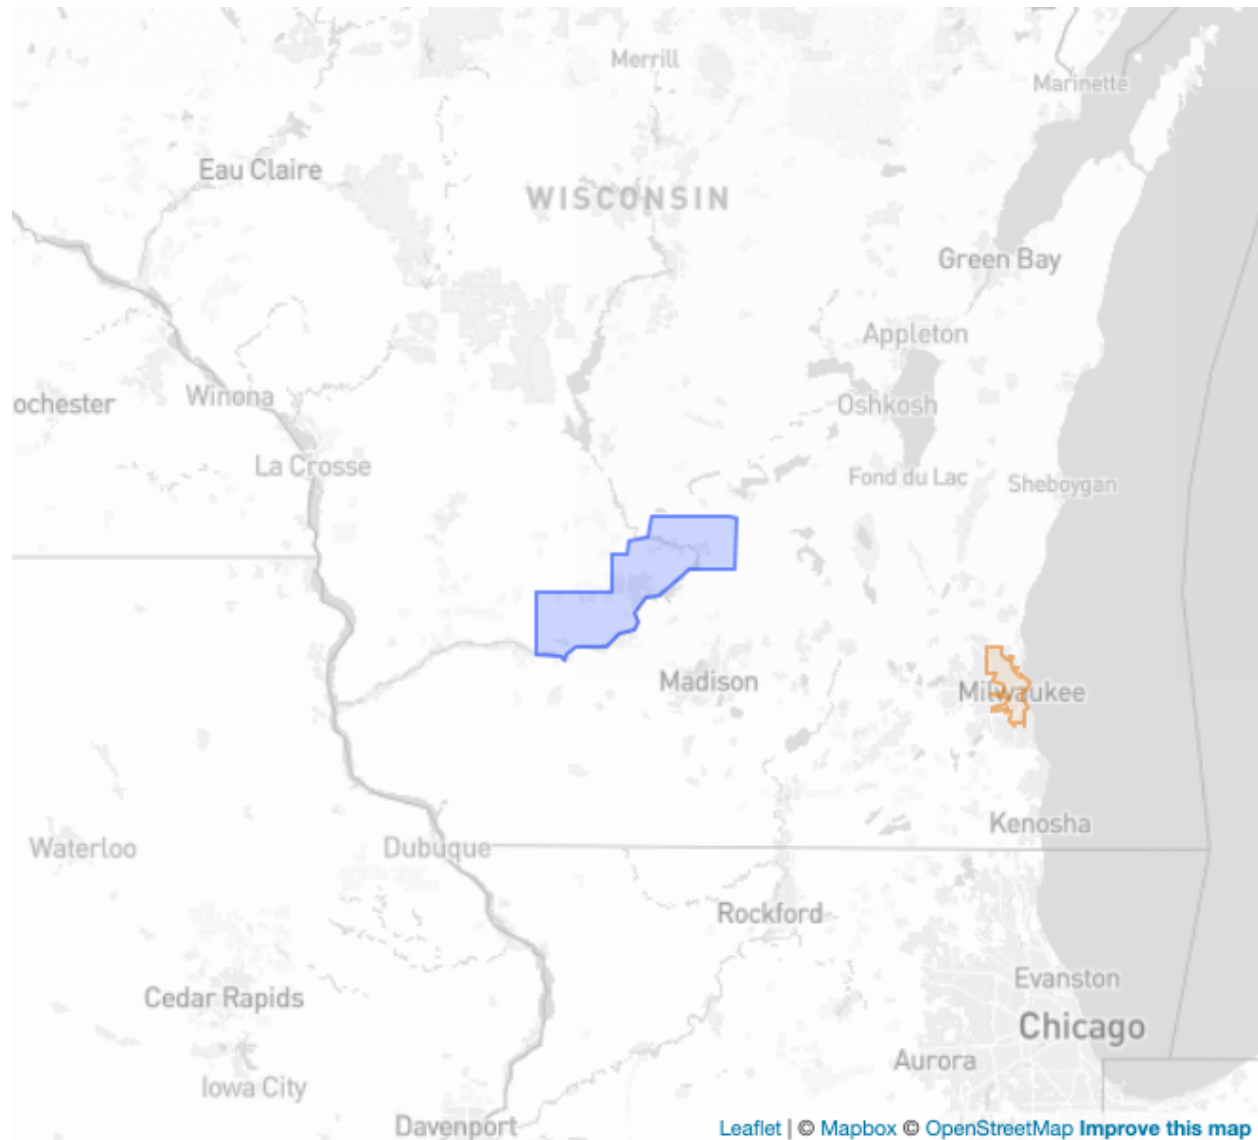 Merrill
Marinette
Eau Claire
WISCONSIN
Green Bay
Appleton
Winona
ochester
Oshkosh
La Crosse
Fond du Lac
Sheboygan
Madison
Milwaukee
Kenosha
Waterloo
Dubuque
Rockford
Evanston
Cedar Rapids
Chicago
Aurora
Iowa City
Davenport
Leaflet | © Mapbox © OpenStreetMap Improve this map